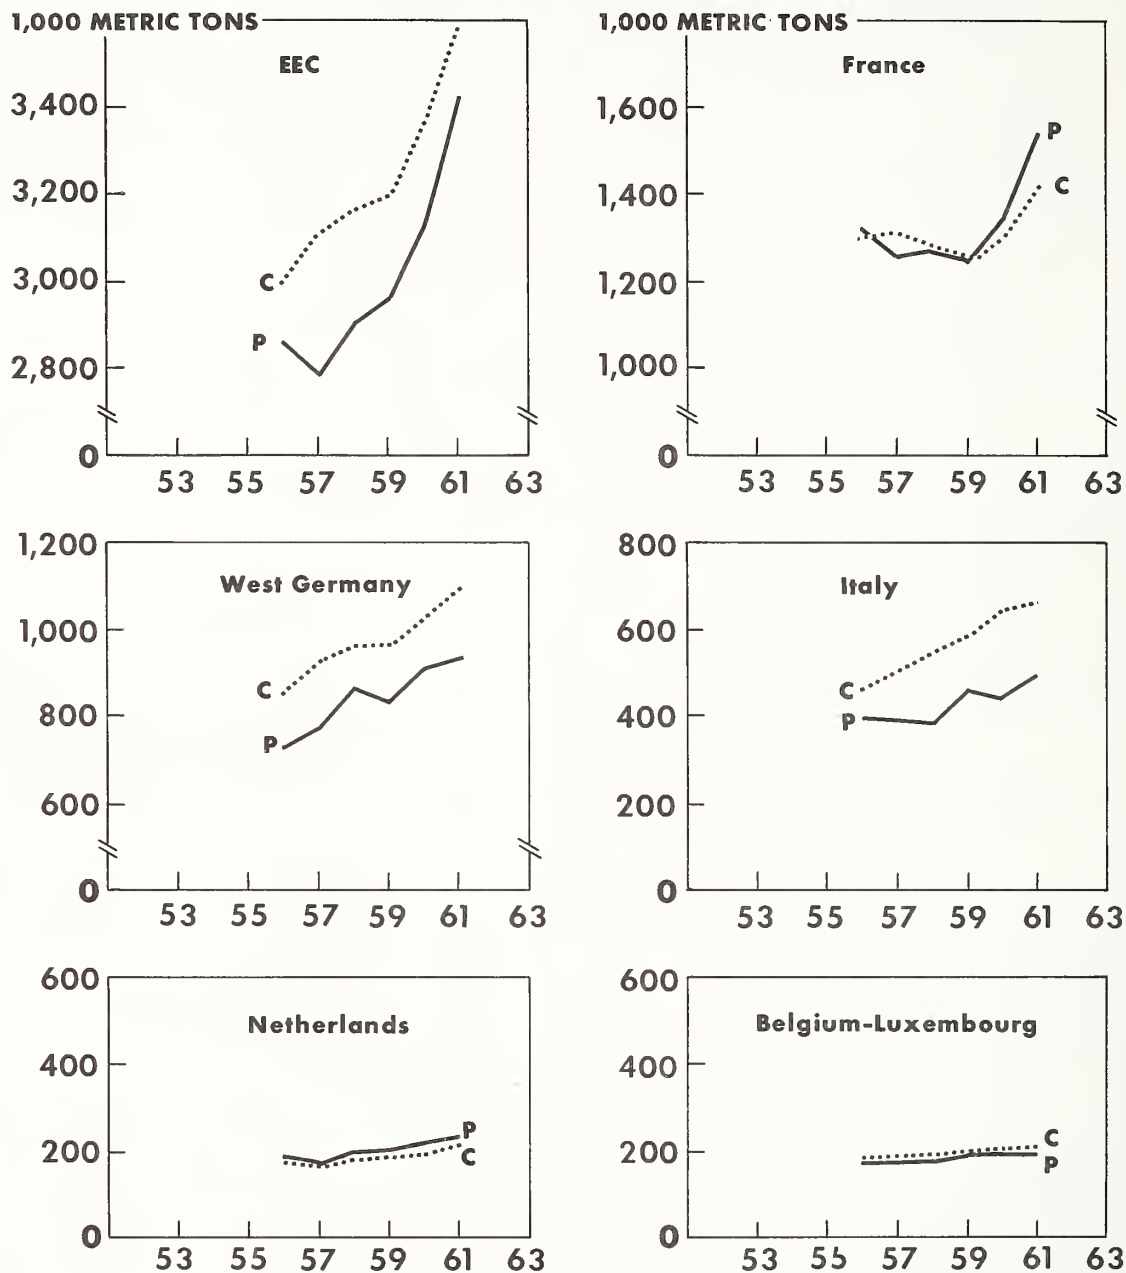 1,000 METRIC TONS
EEC
3,400
3,200
3,000
2,800
0
C
P
53 55 57 59 61 63
1,000 METRIC TONS
France
1,600
1,400
1,200
1,000
0
P
C
53 55 57 59 61 63
1,200
West Germany
1,000
800
600
0
C
P
53 55 57 59 61 63
800
Italy
600
400
200
0
C
P
53 55 57 59 61 63
600
Netherlands
400
200
0
P
C
53 55 57 59 61 63
600
Belgium-Luxembourg
400
200
0
C
P
53 55 57 59 61 63